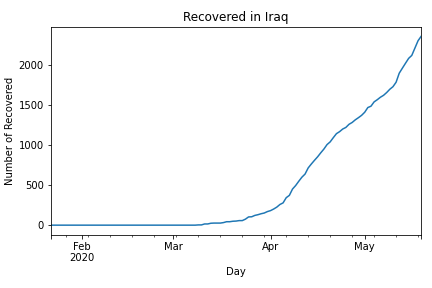 Recovered in Iraq
Number of Recovered
2000
1500
1000
500
0
Feb
2020
Mar
Apr
May
Day